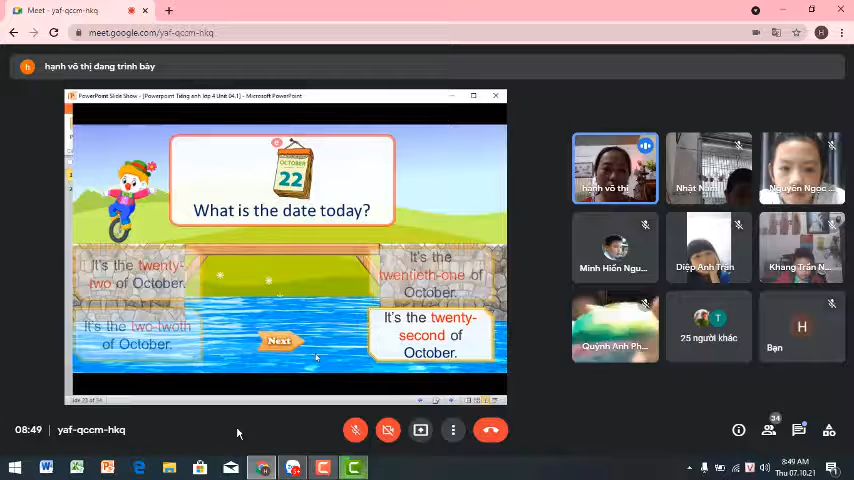 Meet - yaf-qccm-hkq
meet.google.com/yaf-qccm-hkq
H
h
hạnh võ thị đang trình bày
PowerPoint Slide Show - [Powerpoint Tiếng anh lớp 4 Unit 04.1] - Microsoft PowerPoint
OCTOBER
22
What is the date today?
It's the twenty-
two of October.
It's the
twentieth-one of
October.
It's the two-twoth
of October.
It's the twenty-
second of
October.
Next
hạnh võ thị
Nhật Nam
Nguyễn Ngọc
Minh Hiển Ngu...
Diệp Anh Trần
Khang Trần N...
Quỳnh Anh Ph...
T
25 người khác
H
Bạn
08:49
yaf-qccm-hkq
34
8:49 AM
Thu 07.10.21